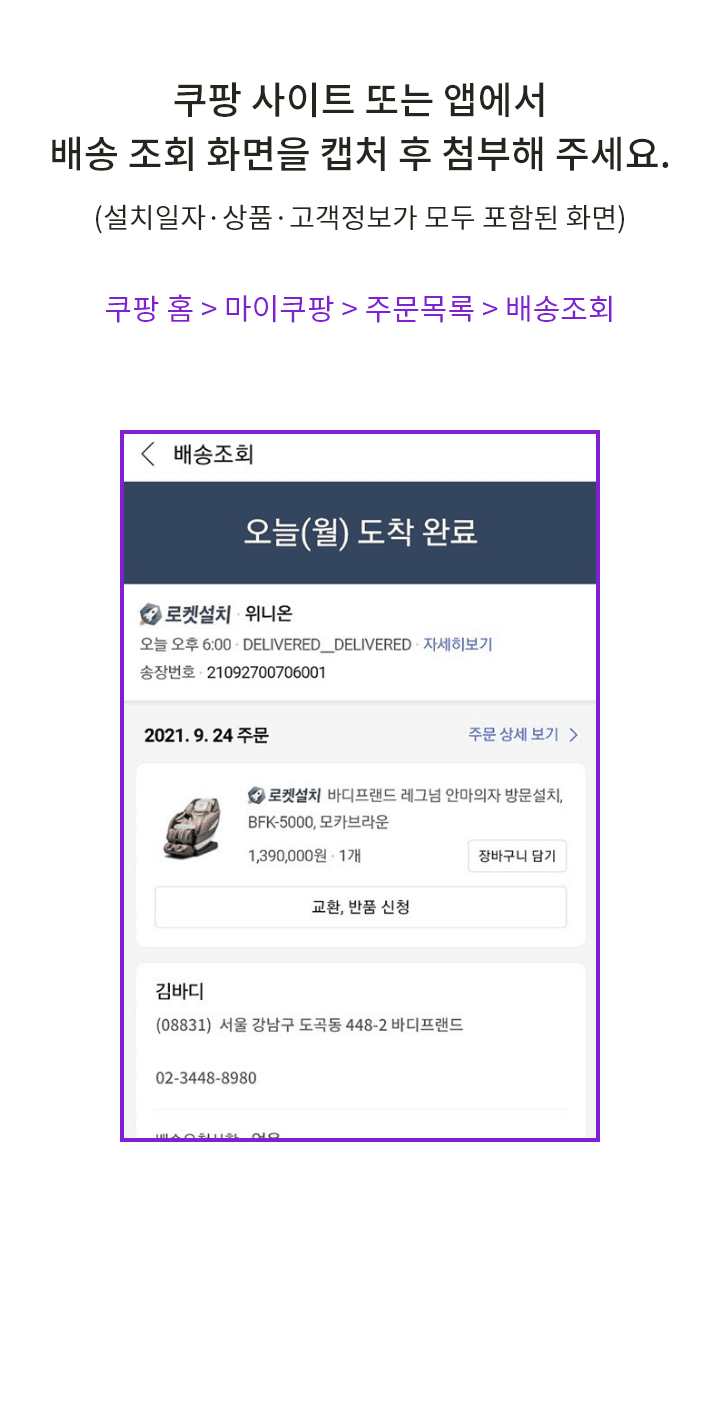 쿠팡 사이트 또는 앱에서
배송 조회 화면을 캡처 후 첨부해 주세요.
(설치일자·상품·고객정보가 모두 포함된 화면)
쿠팡 홈 > 마이쿠팡 > 주문목록 > 배송조회
배송조회
오늘(월) 도착 완료
로켓설치 · 위니온
오늘 오후 6:00 · DELIVERED__DELIVERED · 자세히보기
송장번호 · 21092700706001
2021. 9. 24 주문
주문 상세 보기
로켓설치 바디프랜드 레그넘 안마의자 방문설치,
BFK-5000, 모카브라운
1,390,000원 · 1개
장바구니 담기
교환, 반품 신청
김바디
(08831) 서울 강남구 도곡동 448-2 바디프랜드
02-3448-8980